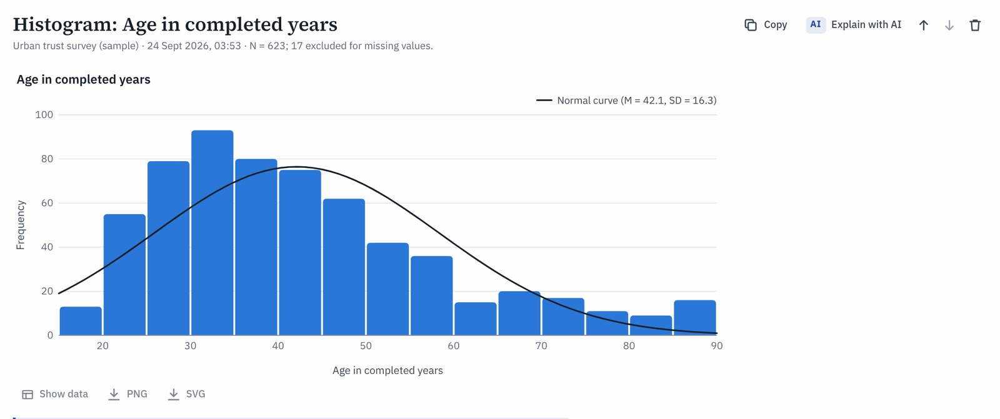 Histogram: Age in completed years
Copy
AI Explain with AI
Urban trust survey (sample) · 24 Sept 2026, 03:53 · N = 623; 17 excluded for missing values.
Age in completed years
Normal curve (M = 42.1, SD = 16.3)
100
80
60
40
20
0
Frequency
20 30 40 50 60 70 80 90
Age in completed years
Show data PNG SVG